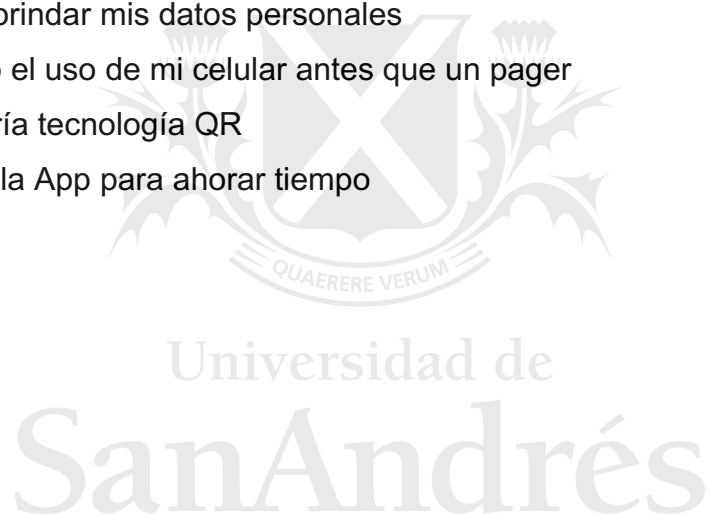 brindar mis datos personales
el uso de mi celular antes que un pager
ría tecnología QR
la App para ahorar tiempo
QUAERERE VERUM
Universidad de
SanAndrés